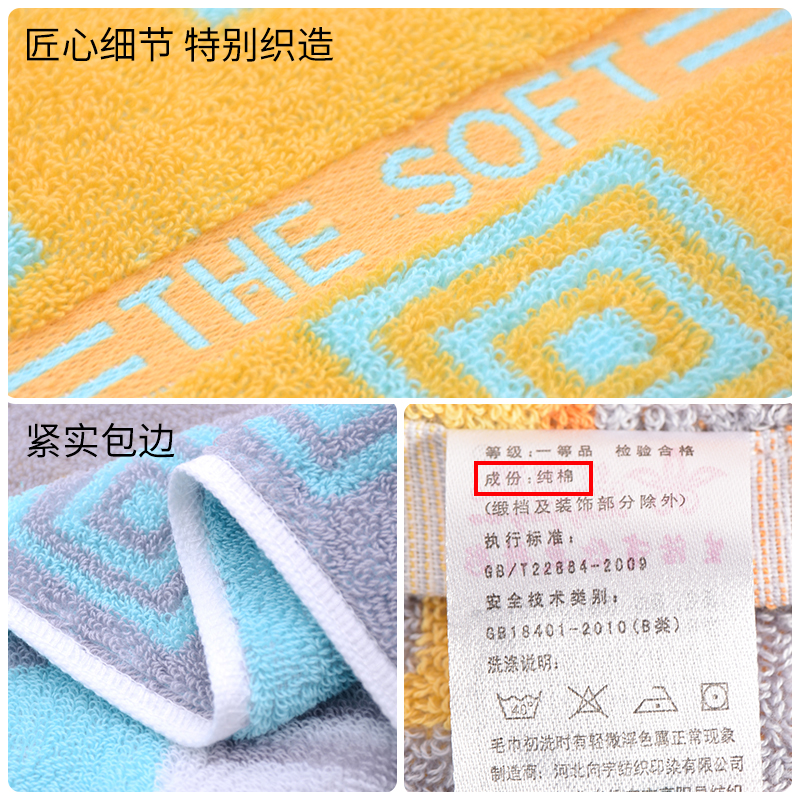 匠心细节 特别织造
THE SOFT
紧实包边
等级:一等品 检验合格
成份:纯棉
(缎档及装饰部分除外)
执行标准:
GB/T22864-2009
安全技术类别:
GB18401-2010(B类)
洗涤说明:
40°
毛巾初洗时有轻微浮色属正常现象
制造商:河北向宇纺织印染有限公司